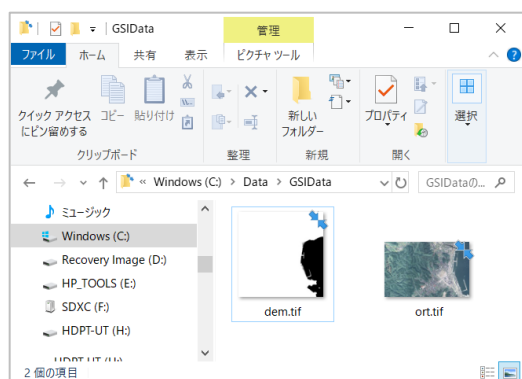 GSIData
管理
ファイル
ホーム
共有
表示
ピクチャ ツール
クイック アクセス
にピン留めする
コピー
貼り付け
新しい
フォルダー
プロパティ
選択
クリップボード
整理
新規
開く
« Windows (C:) > Data > GSIData
GSIDataの...
ミュージック
Windows (C:)
Recovery Image (D:)
HP_TOOLS (E:)
SDXC (F:)
HDPT-UT (H:)
HDPT-UT (H:)
dem.tif
ort.tif
2 個の項目